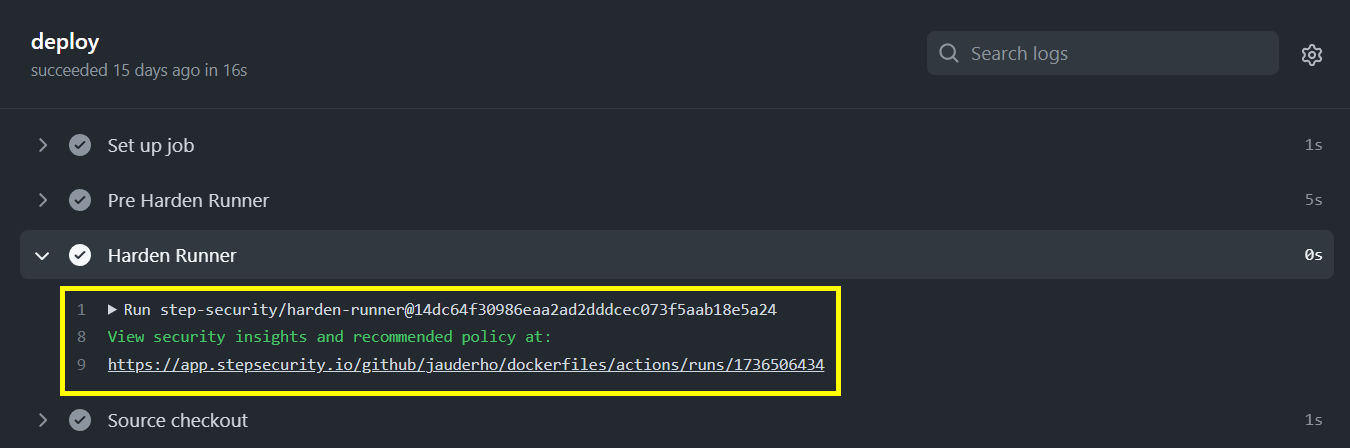 deploy
succeeded 15 days ago in 16s
Search logs
Set up job 1s
Pre Harden Runner 5s
Harden Runner 0s
1 Run step-security/harden-runner@14dc64f30986eaa2ad2dddcec073f5aab18e5a24
8 View security insights and recommended policy at:
9 https://app.stepsecurity.io/github/jauderho/dockerfiles/actions/runs/1736506434
Source checkout 1s